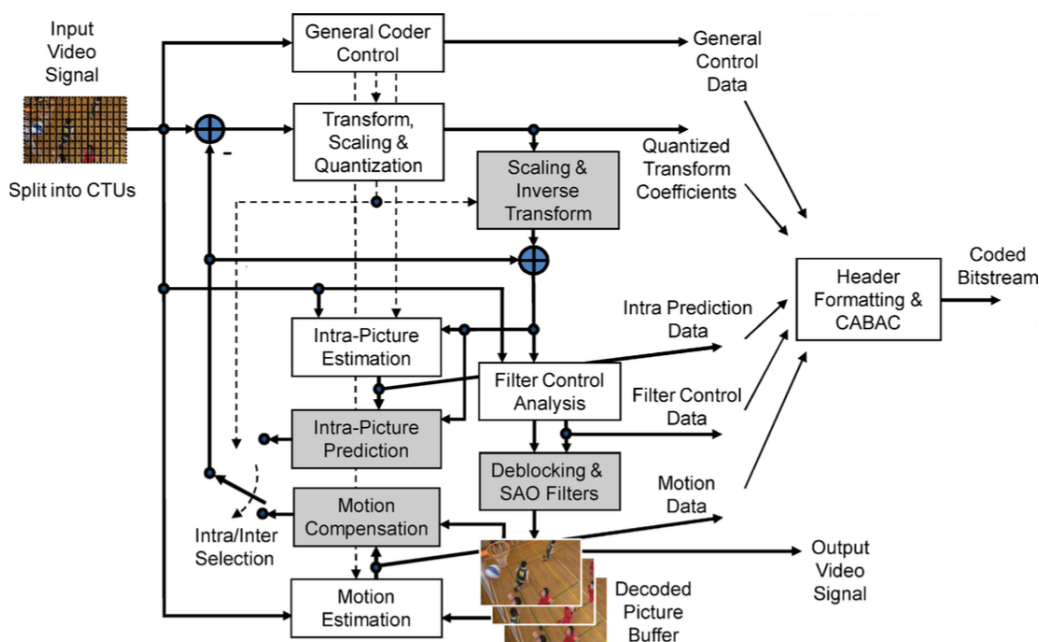 Input
Video
Signal
General Coder
Control
General
Control
Data
Transform,
Scaling &
Quantization
Quantized
Transform
Coefficients
Split into CTUs
-
Scaling &
Inverse
Transform
Coded
Bitstream
Header
Formatting &
CABAC
Intra Prediction
Data
Intra-Picture
Estimation
Filter Control
Analysis
Filter Control
Data
Intra-Picture
Prediction
Deblocking &
SAO Filters
Motion
Data
Motion
Compensation
Intra/Inter
Selection
Output
Video
Signal
Motion
Estimation
Decoded
Picture
Buffer